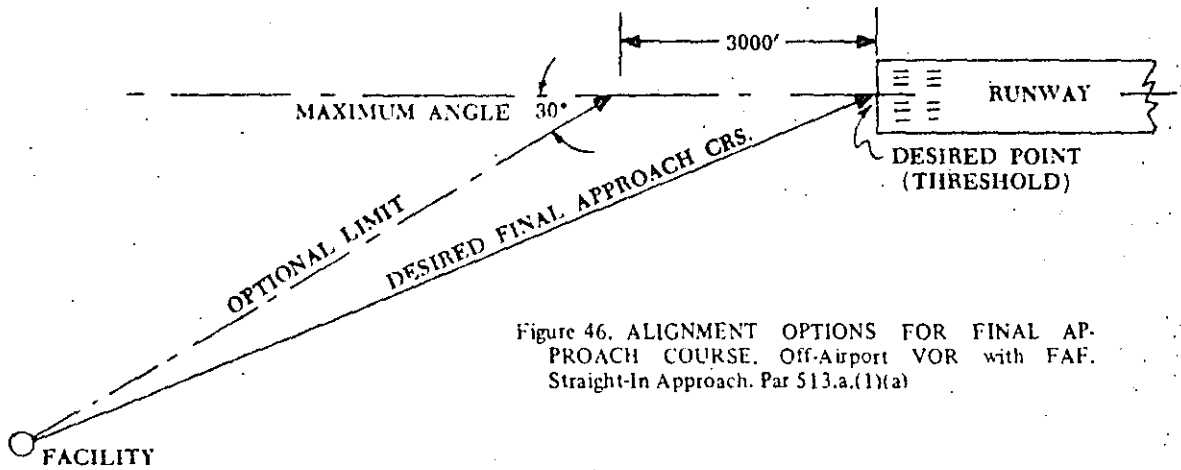 3000'
RUNWAY
MAXIMUM ANGLE 30°
DESIRED POINT
(THRESHOLD)
OPTIONAL LIMIT
DESIRED FINAL APPROACH CRS.
Figure 46. ALIGNMENT OPTIONS FOR FINAL AP-
PROACH COURSE. Off-Airport VOR with FAF.
Straight-In Approach. Par 513.a.(1)(a)
FACILITY